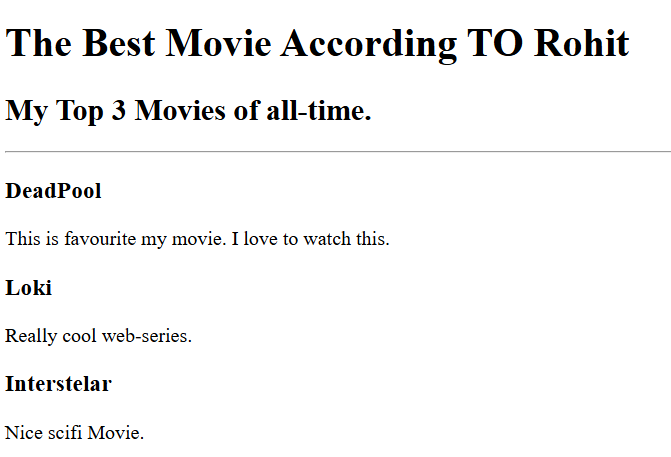 The Best Movie According TO Rohit
My Top 3 Movies of all-time.
DeadPool
This is favourite my movie. I love to watch this.
Loki
Really cool web-series.
Interstelar
Nice scifi Movie.